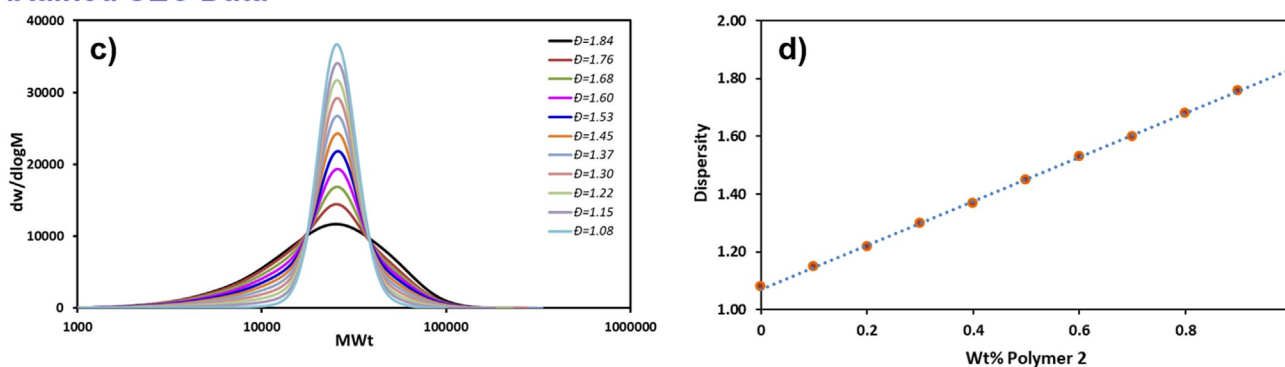 c)
40000
30000
20000
10000
0
dw/dlogM
1000
10000
100000
1000000
MWt
Đ=1.84
Đ=1.76
Đ=1.68
Đ=1.60
Đ=1.53
Đ=1.45
Đ=1.37
Đ=1.30
Đ=1.22
Đ=1.15
Đ=1.08
d)
2.00
1.80
1.60
1.40
1.20
1.00
Dispersity
0
0.2
0.4
0.6
0.8
Wt% Polymer 2